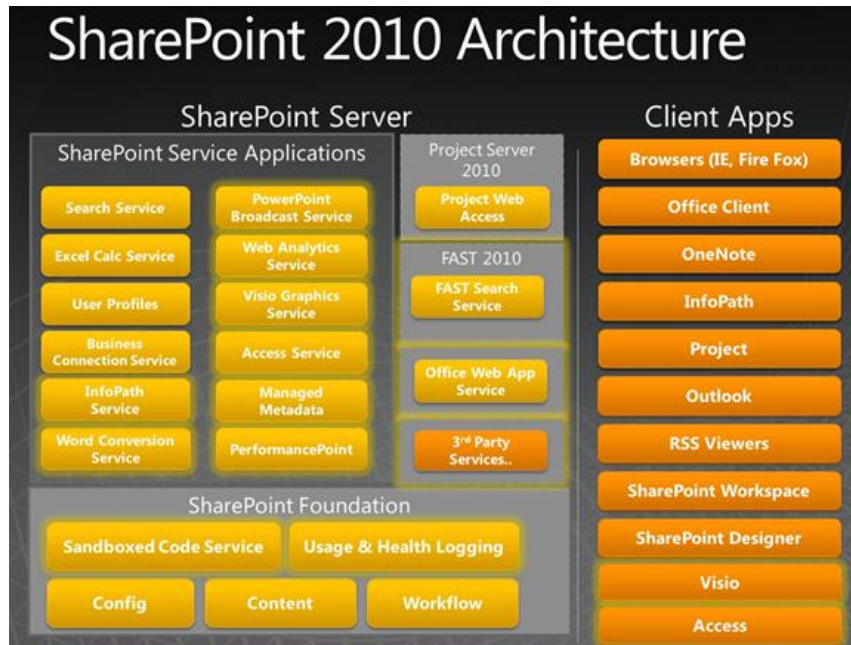 SharePoint 2010 Architecture
SharePoint Server
SharePoint Service Applications
Search Service
PowerPoint
Broadcast Service
Excel Calc Service
Web Analytics
Service
User Profiles
Visio Graphics
Service
Business
Connection Service
Access Service
InfoPath
Service
Managed
Metadata
Word Conversion
Service
PerformancePoint
Project Server
2010
Project Web
Access
FAST 2010
FAST Search
Service
Office Web App
Service
3rd Party
Services..
SharePoint Foundation
Sandboxed Code Service
Usage & Health Logging
Config
Content
Workflow
Client Apps
Browsers (IE, Fire Fox)
Office Client
OneNote
InfoPath
Project
Outlook
RSS Viewers
SharePoint Workspace
SharePoint Designer
Visio
Access